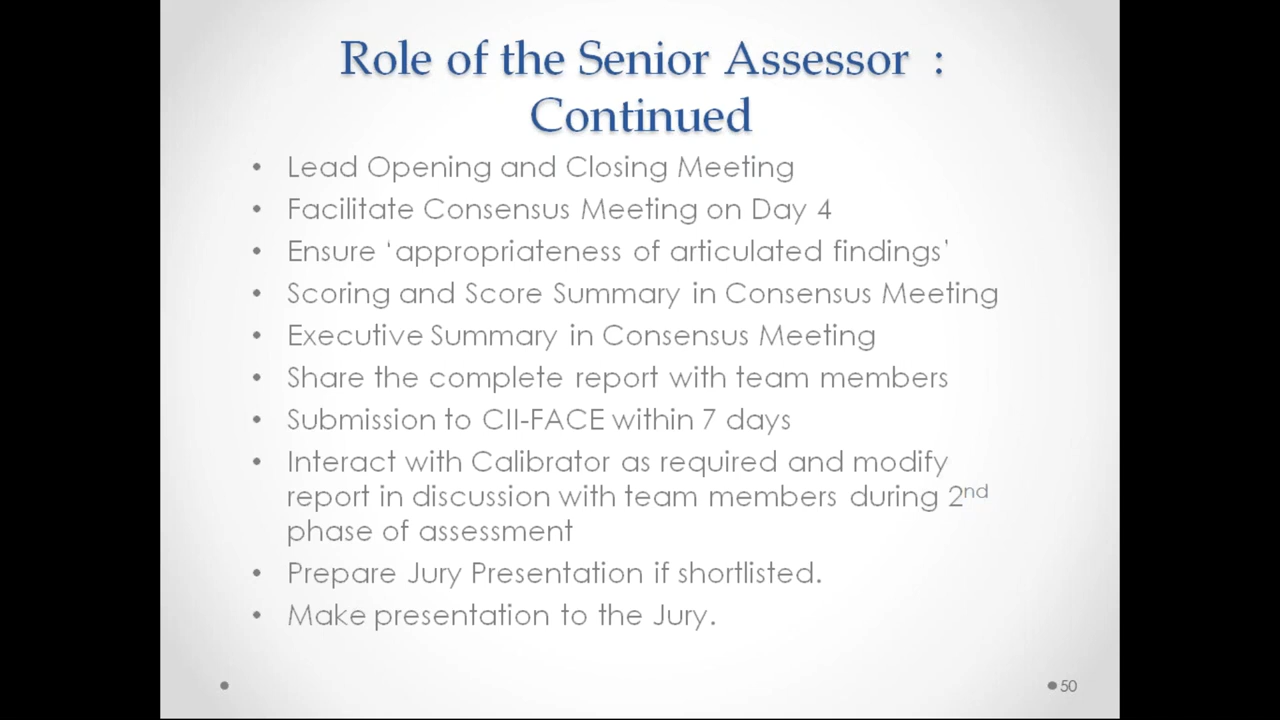 Role of the Senior Assessor :
Continued
• Lead Opening and Closing Meeting
• Facilitate Consensus Meeting on Day 4
• Ensure ‘appropriateness of articulated findings’
• Scoring and Score Summary in Consensus Meeting
• Executive Summary in Consensus Meeting
• Share the complete report with team members
• Submission to CII-FACE within 7 days
• Interact with Calibrator as required and modify
report in discussion with team members during 2nd
phase of assessment
• Prepare Jury Presentation if shortlisted.
• Make presentation to the Jury.
50